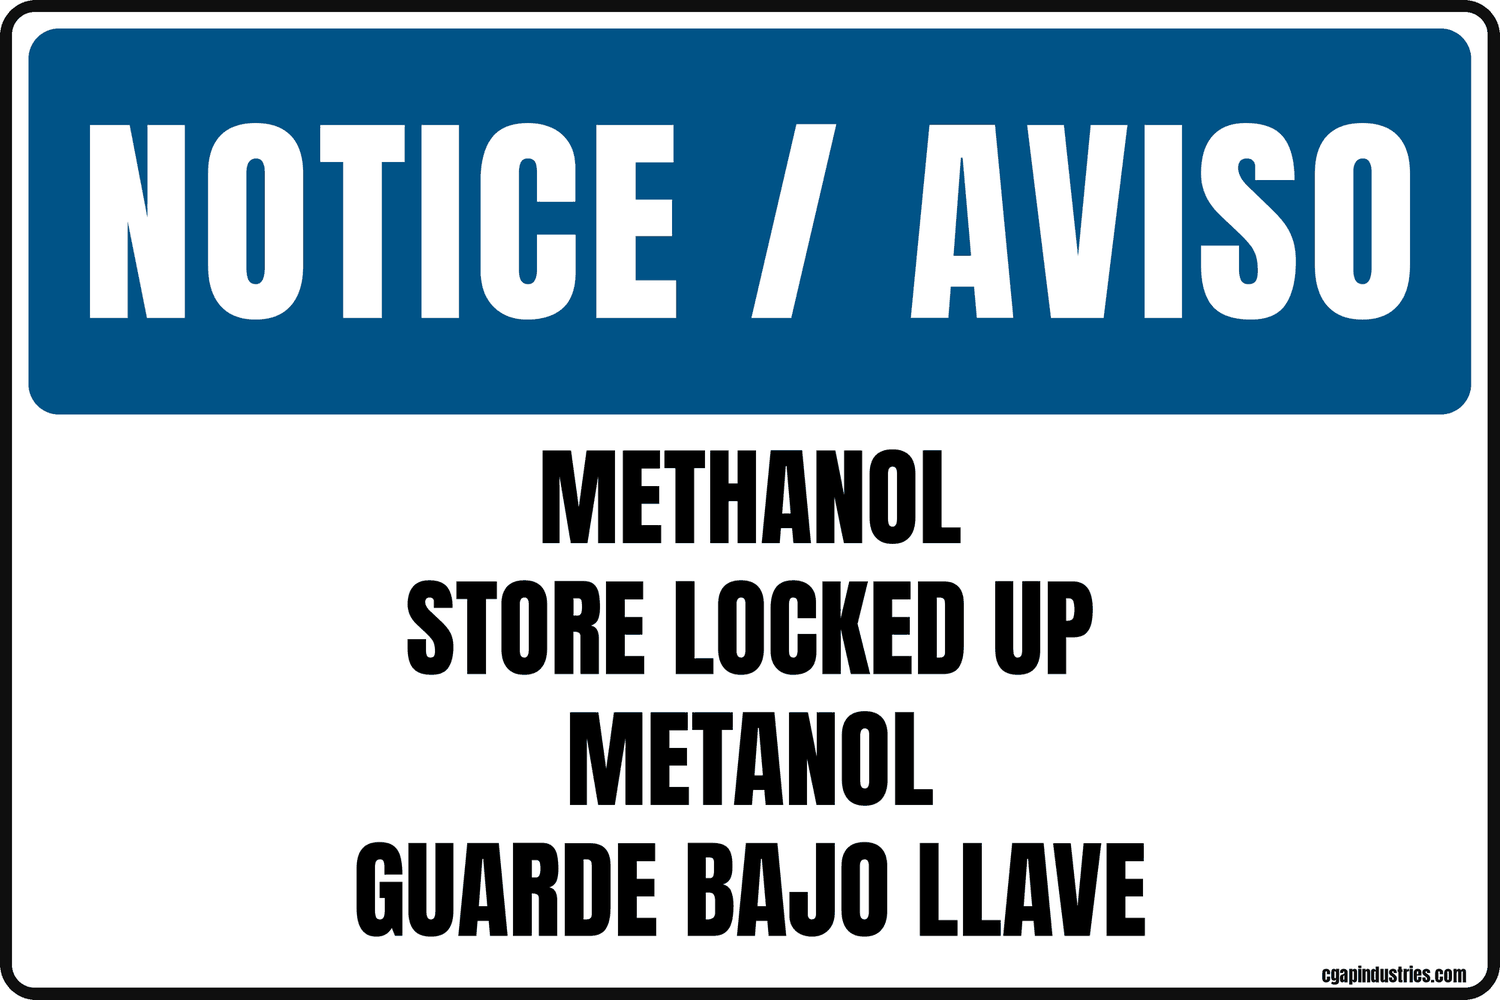 NOTICE / AVISO
METHANOL
STORE LOCKED UP
METANOL
GUARDE BAJO LLAVE
cgapindustries.com